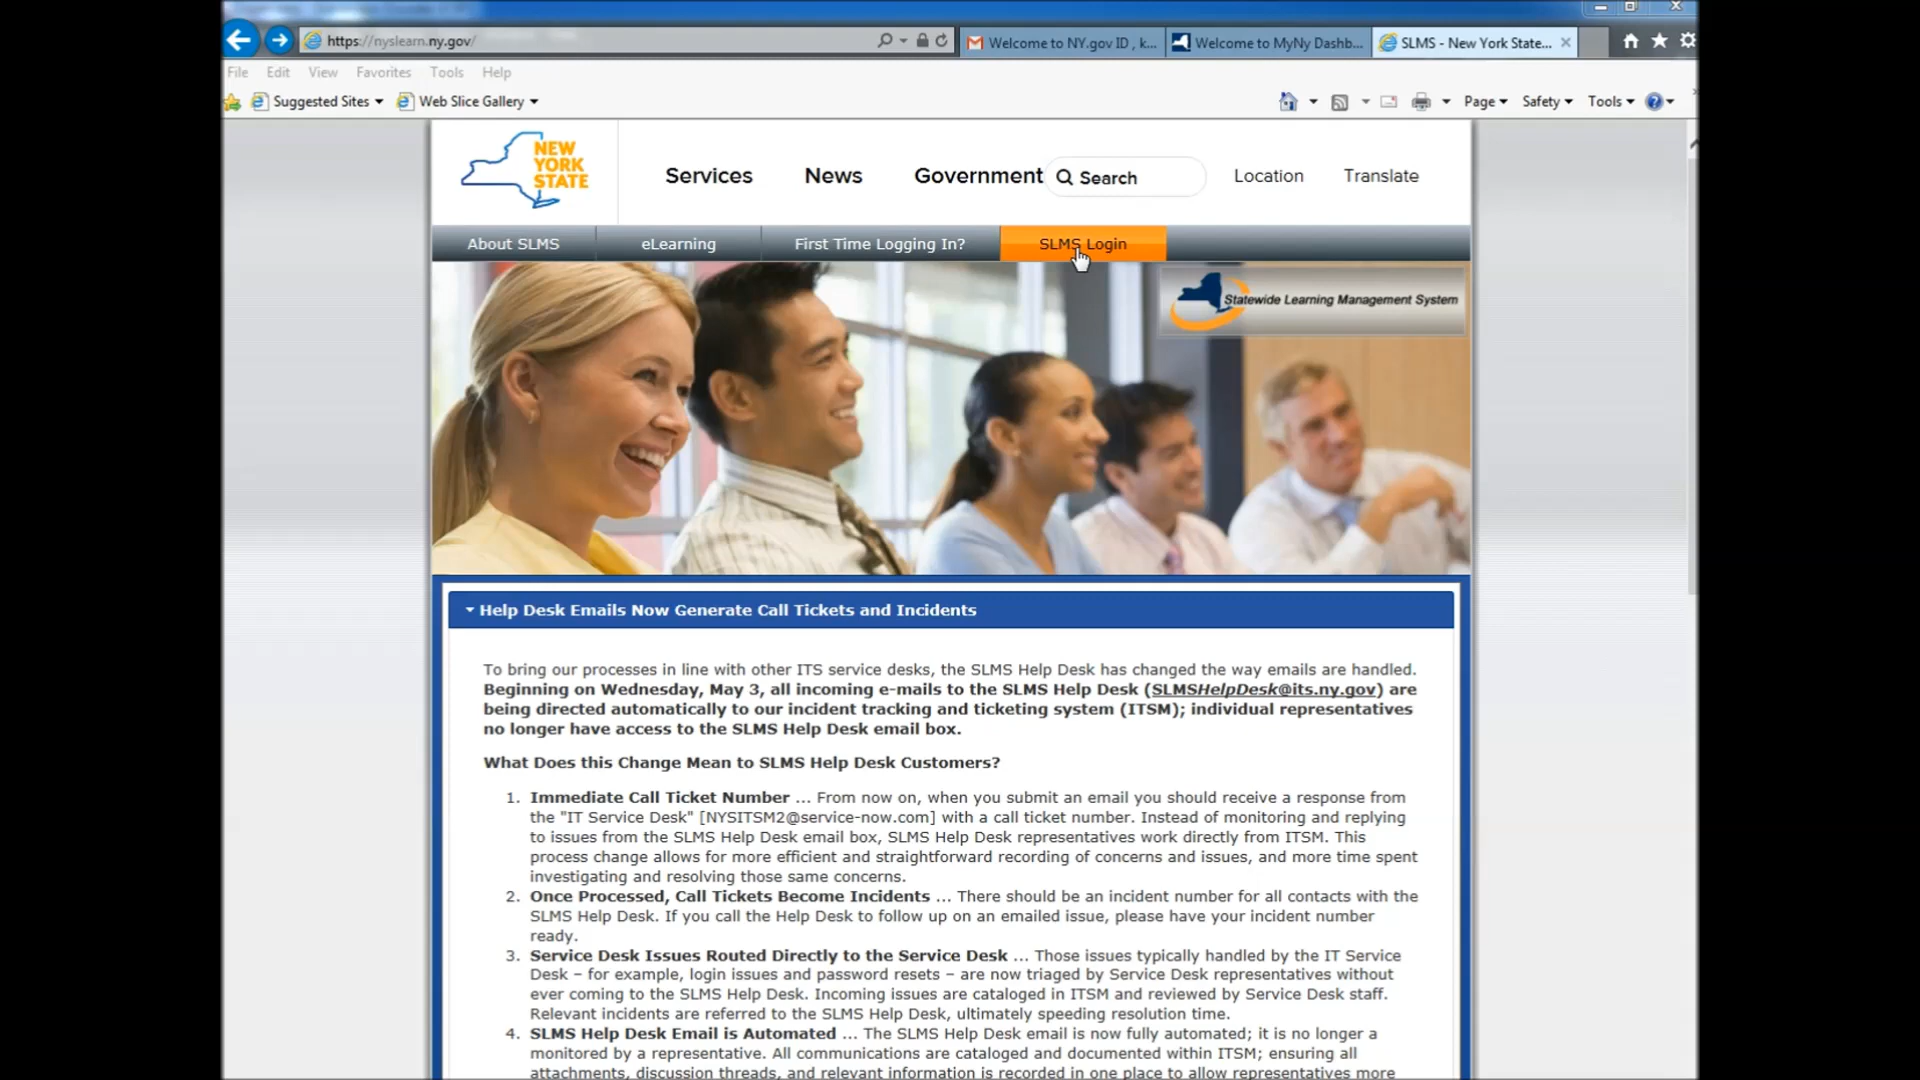 https://nyslearn.ny.gov/
Welcome to NY.gov ID , k...
Welcome to MyNy Dashb...
SLMS - New York State...
File Edit View Favorites Tools Help
Suggested Sites
Web Slice Gallery
Page
Safety
Tools
NEW
YORK
STATE
Services
News
Government
Search
Location
Translate
About SLMS
eLearning
First Time Logging In?
SLMS Login
Statewide Learning Management System
Help Desk Emails Now Generate Call Tickets and Incidents
To bring our processes in line with other ITS service desks, the SLMS Help Desk has changed the way emails are handled.
Beginning on Wednesday, May 3, all incoming e-mails to the SLMS Help Desk (SLMSHelpDesk@its.ny.gov) are
being directed automatically to our incident tracking and ticketing system (ITSM); individual representatives
no longer have access to the SLMS Help Desk email box.
What Does this Change Mean to SLMS Help Desk Customers?
1. Immediate Call Ticket Number ... From now on, when you submit an email you should receive a response from
the "IT Service Desk" [NYSITSM2@service-now.com] with a call ticket number. Instead of monitoring and replying
to issues from the SLMS Help Desk email box, SLMS Help Desk representatives work directly from ITSM. This
process change allows for more efficient and straightforward recording of concerns and issues, and more time spent
investigating and resolving those same concerns.
2. Once Processed, Call Tickets Become Incidents ... There should be an incident number for all contacts with the
SLMS Help Desk. If you call the Help Desk to follow up on an emailed issue, please have your incident number
ready.
3. Service Desk Issues Routed Directly to the Service Desk ... Those issues typically handled by the IT Service
Desk – for example, login issues and password resets – are now triaged by Service Desk representatives without
ever coming to the SLMS Help Desk. Incoming issues are cataloged in ITSM and reviewed by Service Desk staff.
Relevant incidents are referred to the SLMS Help Desk, ultimately speeding resolution time.
4. SLMS Help Desk Email is Automated ... The SLMS Help Desk email is now fully automated; it is no longer a
monitored by a representative. All communications are cataloged and documented within ITSM; ensuring all
attachments, discussion threads, and relevant information is recorded in one place to allow representatives more